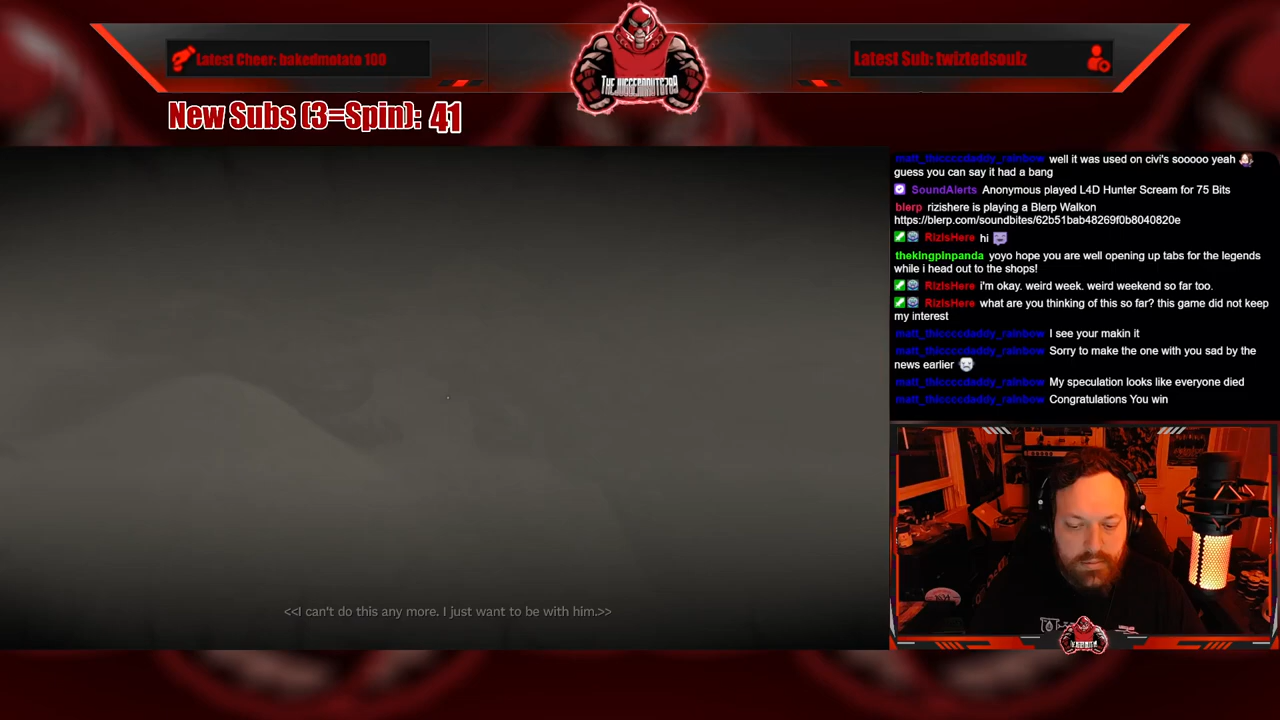 Latest Cheer: bakedmotato 100
THEJUGGERNAUT6789
Latest Sub: twiztedsoulz
New Subs (3=Spin): 41
matt_thiccccdaddy_rainbow well it was used on civi's sooooo yeah
guess you can say it had a bang
SoundAlerts Anonymous played L4D Hunter Scream for 75 Bits
blerp rizishere is playing a Blerp Walkon
https://blerp.com/soundbites/62b51bab48269f0b8040820e
RizIsHere hi
thekingpinpanda yoyo hope you are well opening up tabs for the legends
while i head out to the shops!
RizIsHere i'm okay. weird week. weird weekend so far too.
RizIsHere what are you thinking of this so far? this game did not keep
my interest
matt_thiccccdaddy_rainbow I see your makin it
matt_thiccccdaddy_rainbow Sorry to make the one with you sad by the
news earlier
matt_thiccccdaddy_rainbow My speculation looks like everyone died
matt_thiccccdaddy_rainbow Congratulations You win
<<I can't do this any more. I just want to be with him.>>